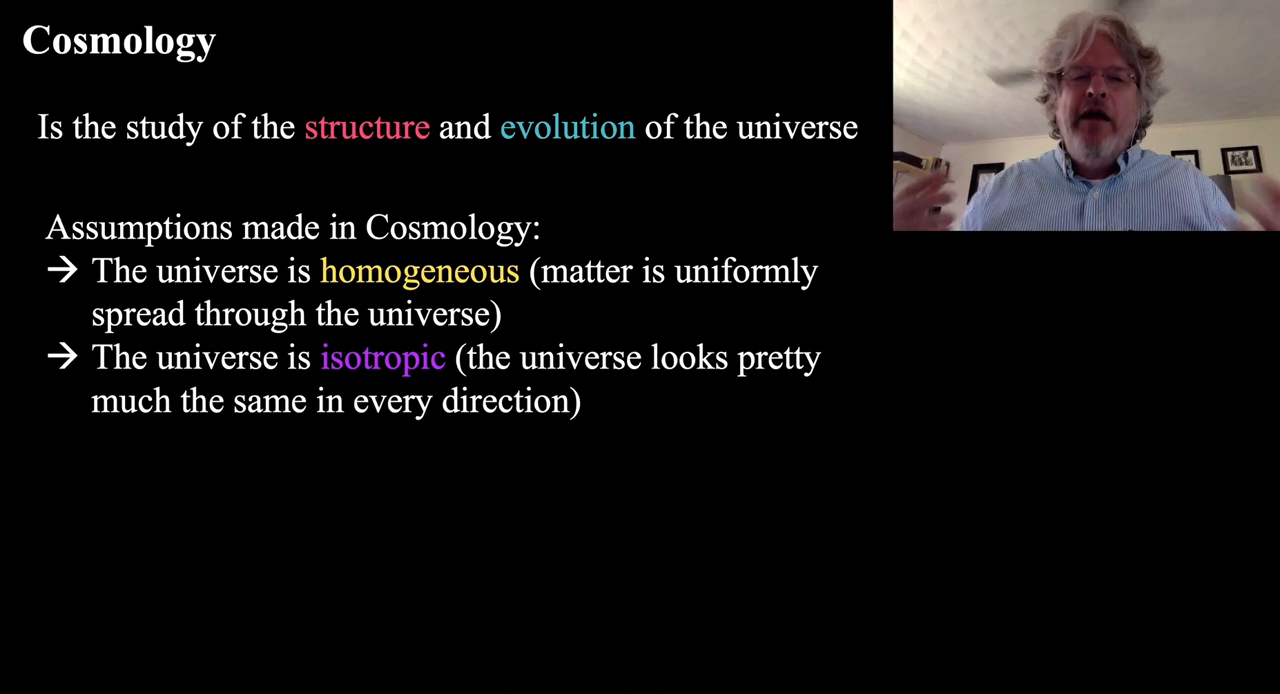 Cosmology
Is the study of the structure and evolution of the universe
Assumptions made in Cosmology:
→ The universe is homogeneous (matter is uniformly
spread through the universe)
→ The universe is isotropic (the universe looks pretty
much the same in every direction)